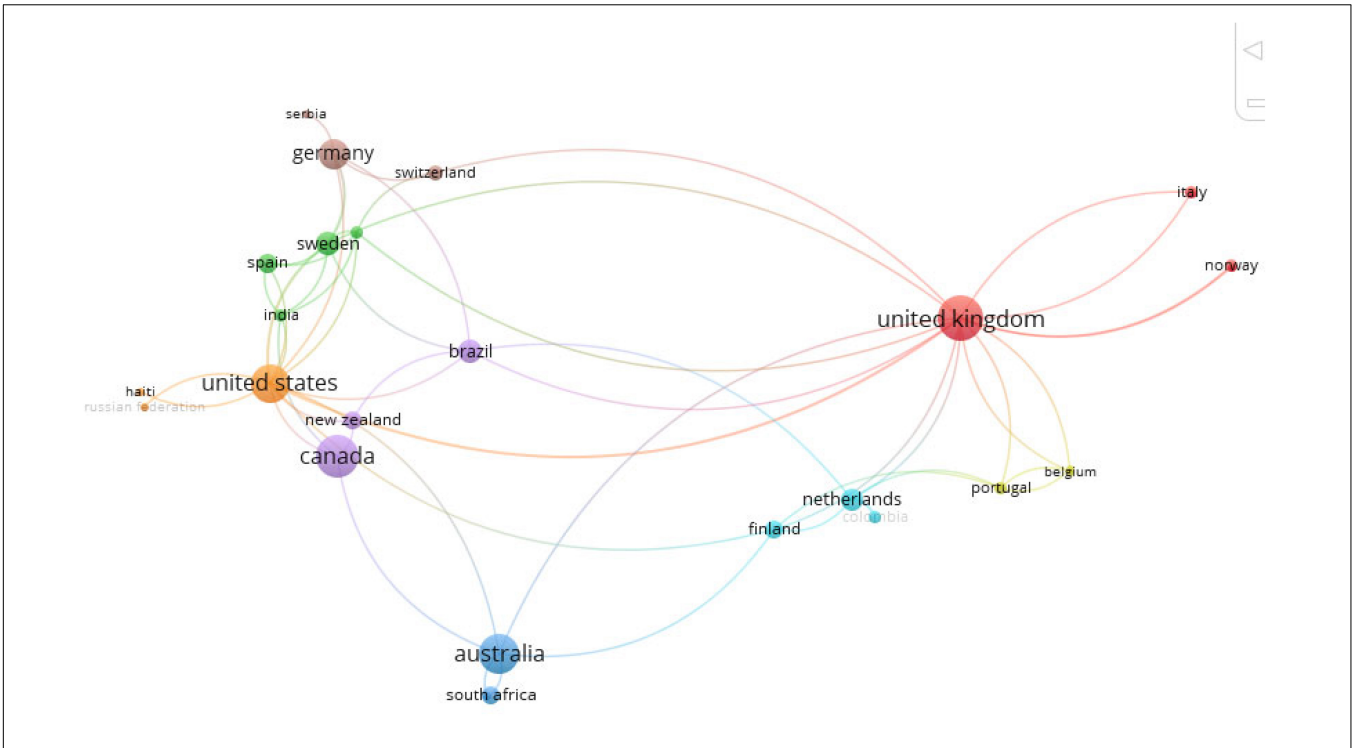 serbia
germany
switzerland
italy
sweden
spain
norway
india
united kingdom
brazil
united states
haiti
russian federation
new zealand
canada
belgium
portugal
netherlands
colombia
finland
australia
south africa